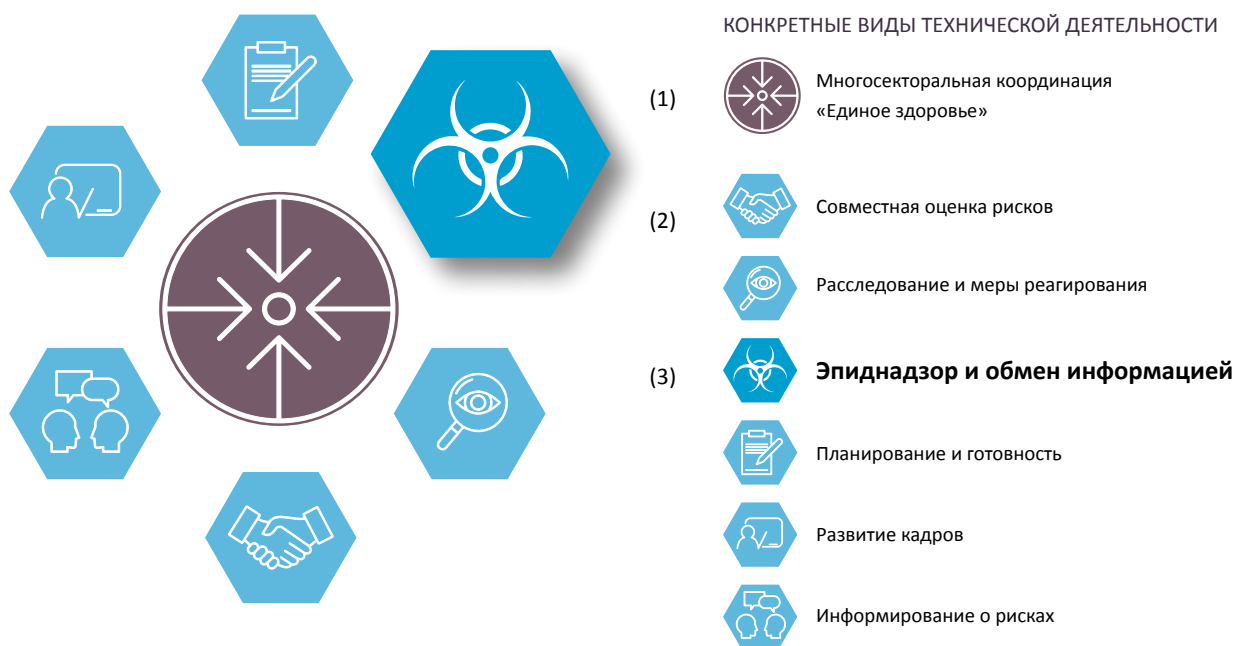 КОНКРЕТНЫЕ ВИДЫ ТЕХНИЧЕСКОЙ ДЕЯТЕЛЬНОСТИ
(1)
Многосекторальная координация
«Единое здоровье»
(2)
Совместная оценка рисков
Расследование и меры реагирования
(3)
Эпиднадзор и обмен информацией
Планирование и готовность
Развитие кадров
Информирование о рисках